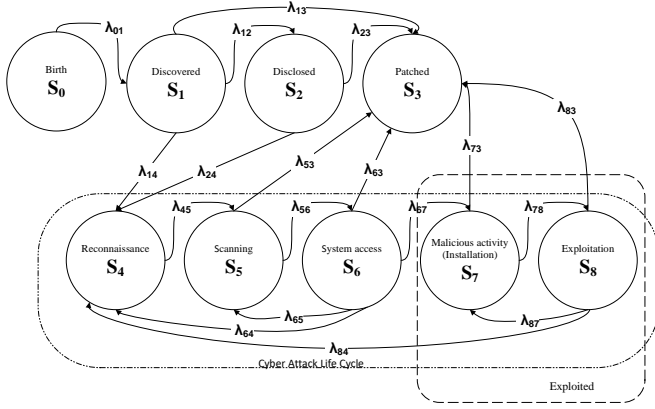 λ13
λ01
λ12
λ23
Birth
S0
Discovered
S1
Disclosed
S2
Patched
S3
λ83
λ73
λ14
λ24
λ53
λ63
λ45
λ56
λ67
λ78
Reconnaissance
S4
Scanning
S5
System access
S6
Malicious activity
(Installation)
S7
Exploitation
S8
λ65
λ64
λ87
λ84
Cyber Attack Life Cycle
Exploited